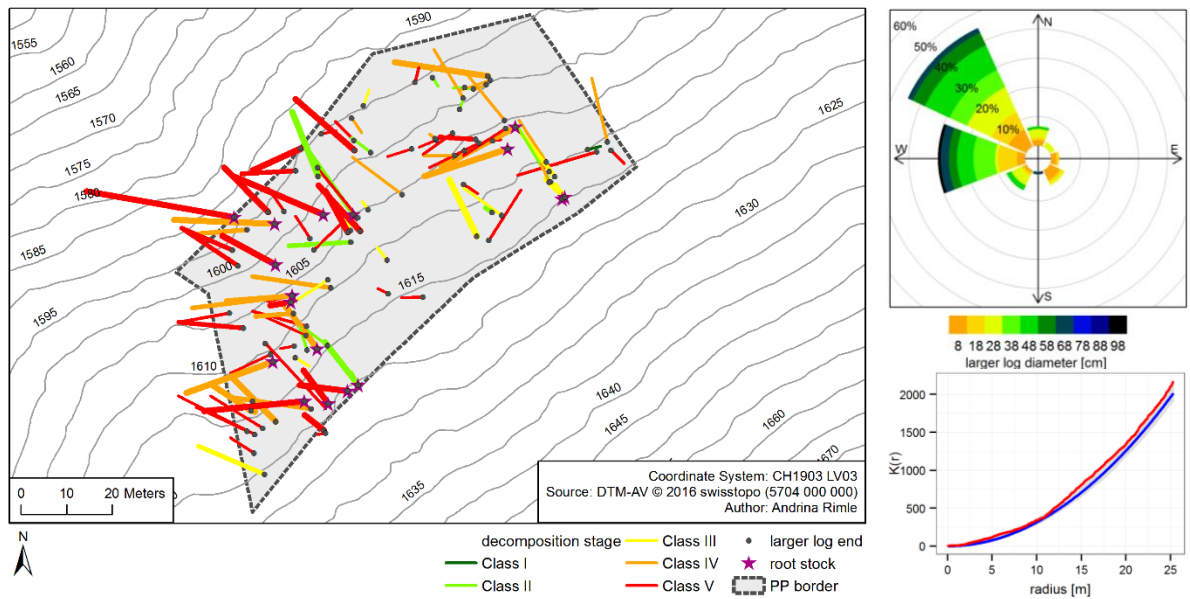 1555
1560
1565
1570
1575
1580
1585
1595
1590
1600
1605
1610
1615
1625
1630
1640
1645
1660
1670
1635
0 10 20 Meters
Coordinate System: CH1903 LV03
Source: DTM-AV © 2016 swisstopo (5704 000 000)
Author: Andrina Rimle
N
decomposition stage
Class I
Class II
Class III
Class IV
Class V
larger log end
root stock
PP border
60%
50%
40%
30%
20%
10%
N
W
E
S
8 18 28 38 48 58 68 78 88 98
larger log diameter [cm]
K(r)
2000
1500
1000
500
0
0 5 10 15 20 25
radius [m]